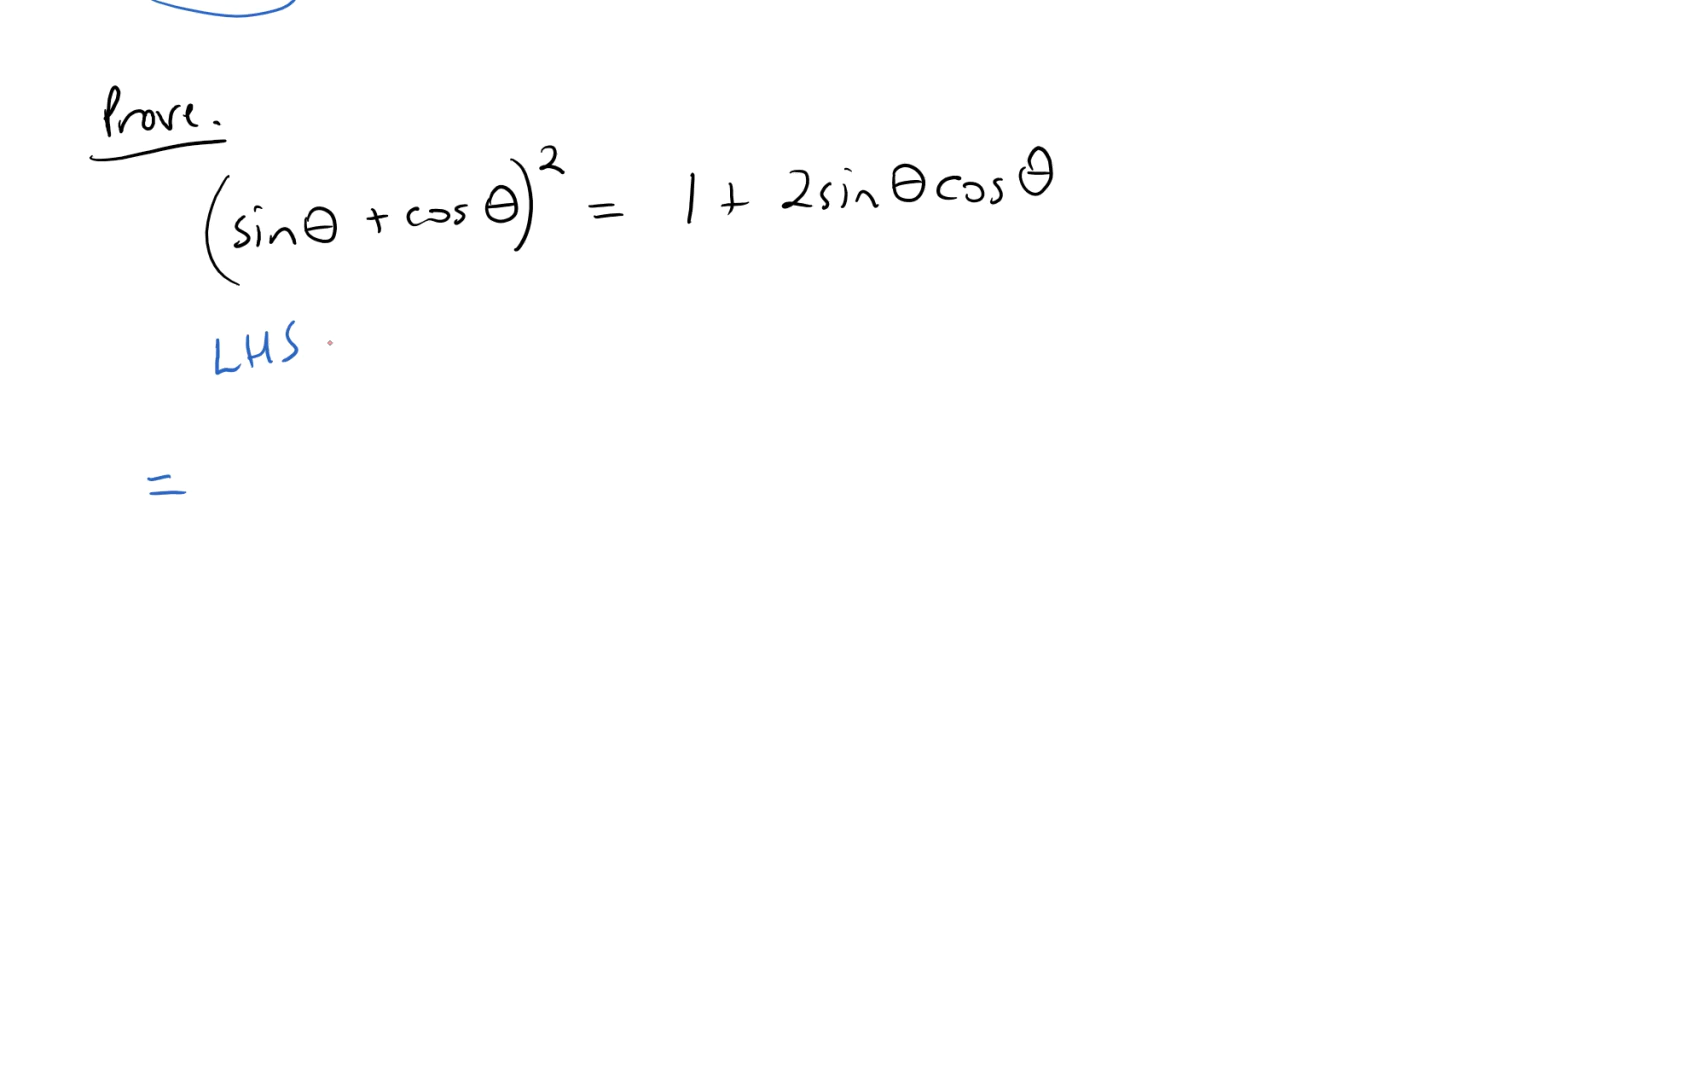 Prove.
(sinθ + cosθ)² = 1 + 2sinθcosθ
LHS
=